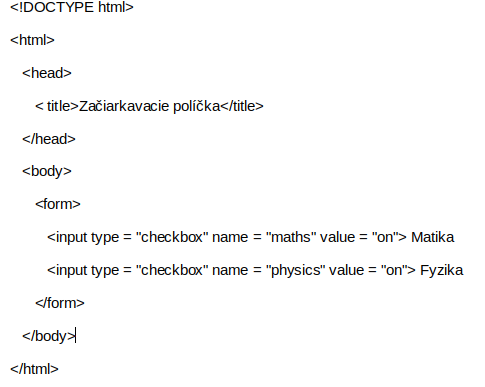 <!DOCTYPE html>
<html>
<head>
< title>Začiarkavacie políčka</title>
</head>
<body>
<form>
<input type = "checkbox" name = "maths" value = "on"> Matika
<input type = "checkbox" name = "physics" value = "on"> Fyzika
</form>
</body>
</html>